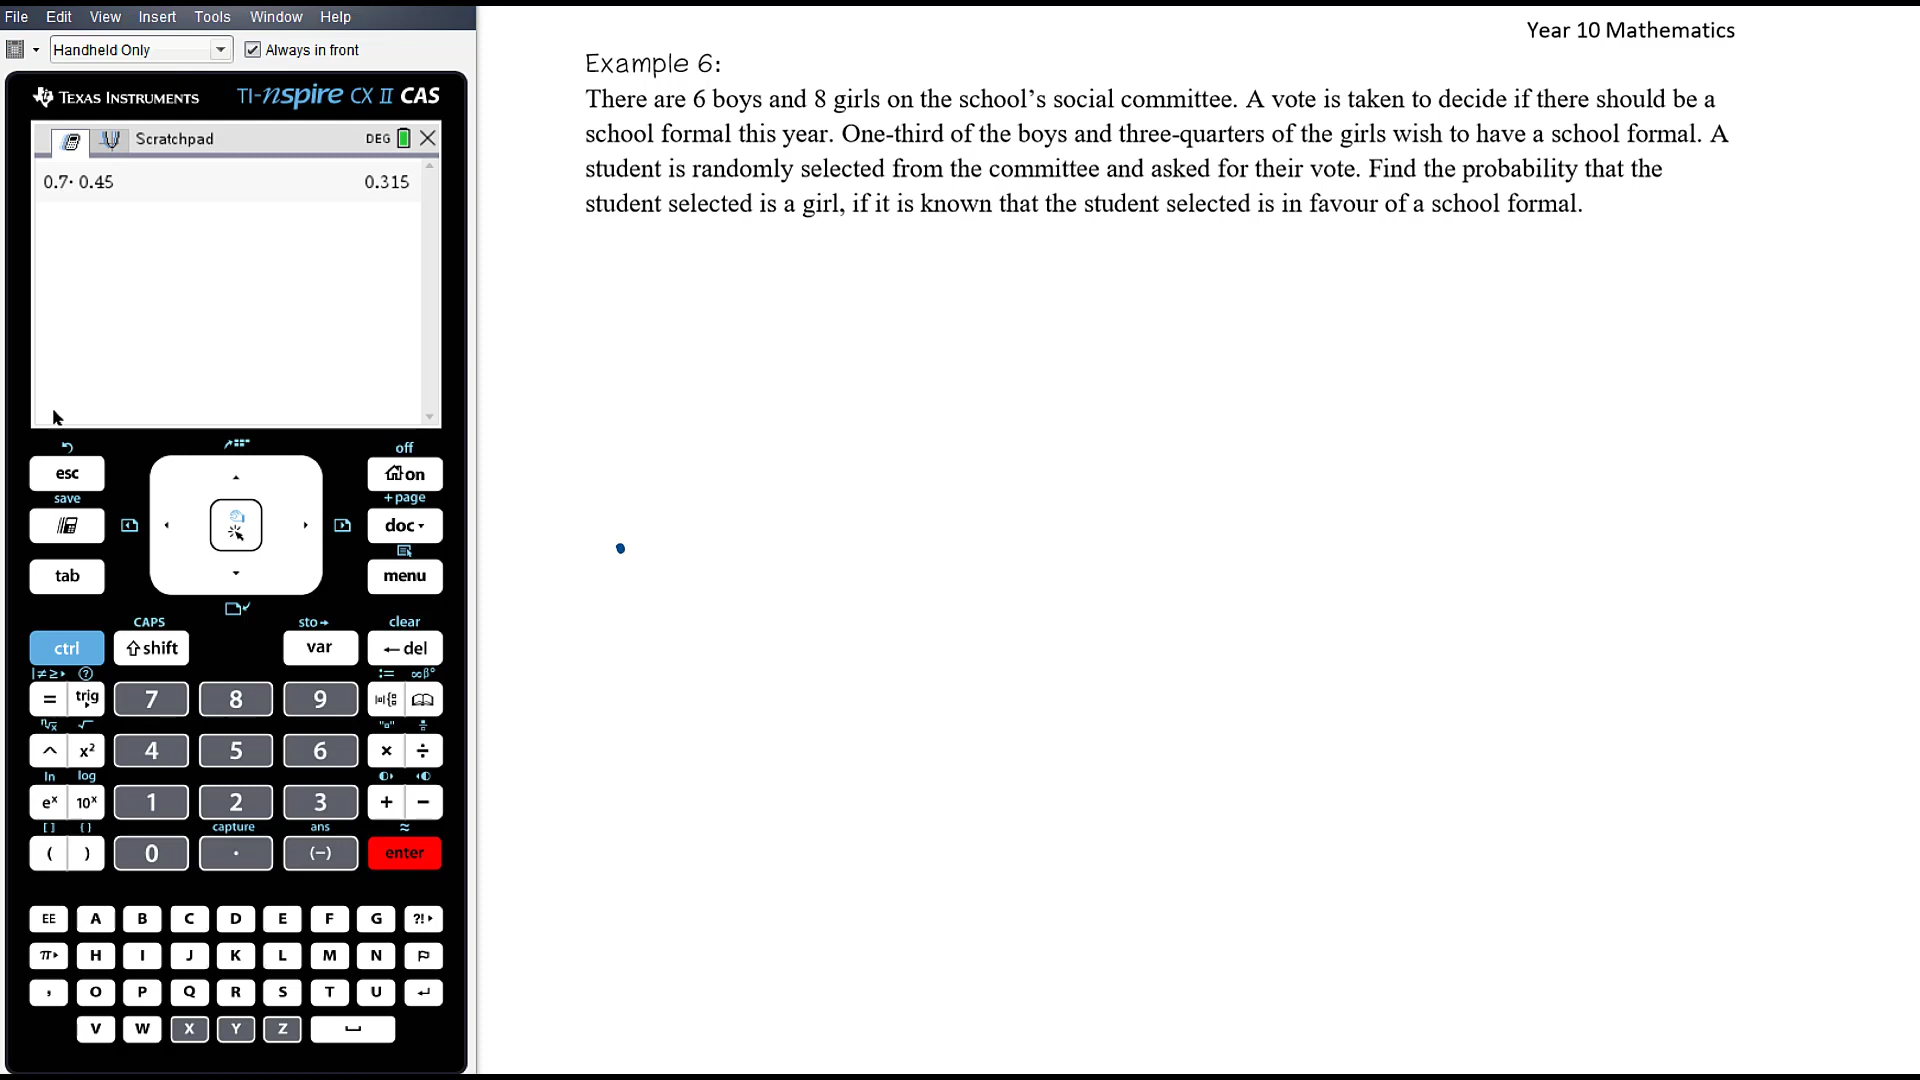 File Edit View Insert Tools Window Help
Handheld Only Always in front
TEXAS INSTRUMENTS TI-nspire CX II CAS
Scratchpad DEG
0.7· 0.45 0.315
off
esc on
save +page
doc
tab menu
CAPS sto→ clear
ctrl shift var ←del
|≠≥▸ ? := ∞β°
= trig 7 8 9
ⁿ√x √ "▫"
^ x² 4 5 6 × ÷
ln log
eˣ 10ˣ 1 2 3 + −
[ ] { } capture ans ≈
( ) 0 . (−) enter
EE A B C D E F G ?!▸
π▸ H I J K L M N
, O P Q R S T U
V W X Y Z
Year 10 Mathematics
Example 6:
There are 6 boys and 8 girls on the school’s social committee. A vote is taken to decide if there should be a
school formal this year. One-third of the boys and three-quarters of the girls wish to have a school formal. A
student is randomly selected from the committee and asked for their vote. Find the probability that the
student selected is a girl, if it is known that the student selected is in favour of a school formal.